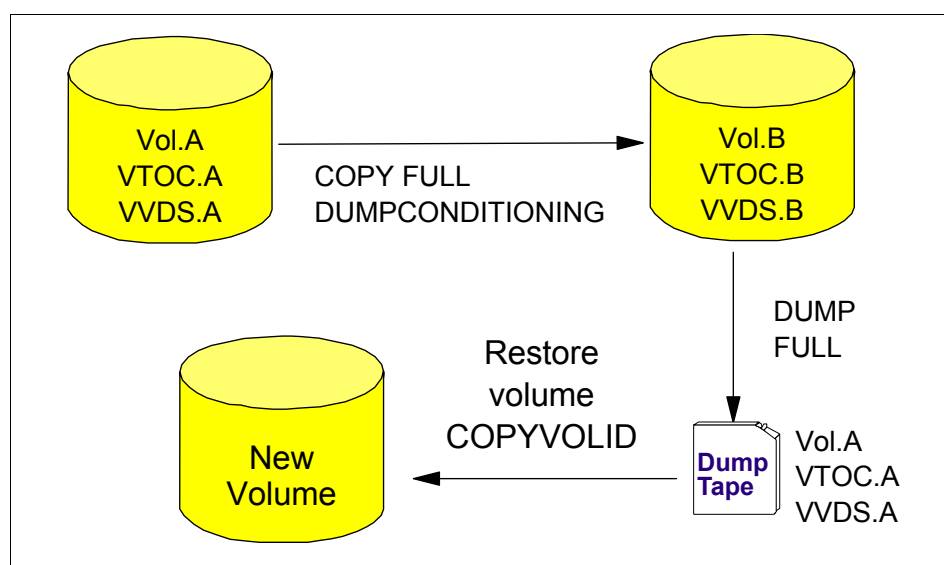 Vol.A
VTOC.A
VVDS.A
COPY FULL
DUMPCONDITIONING
Vol.B
VTOC.B
VVDS.B
DUMP
FULL
Dump
Tape
Vol.A
VTOC.A
VVDS.A
Restore
volume
COPYVOLID
New
Volume